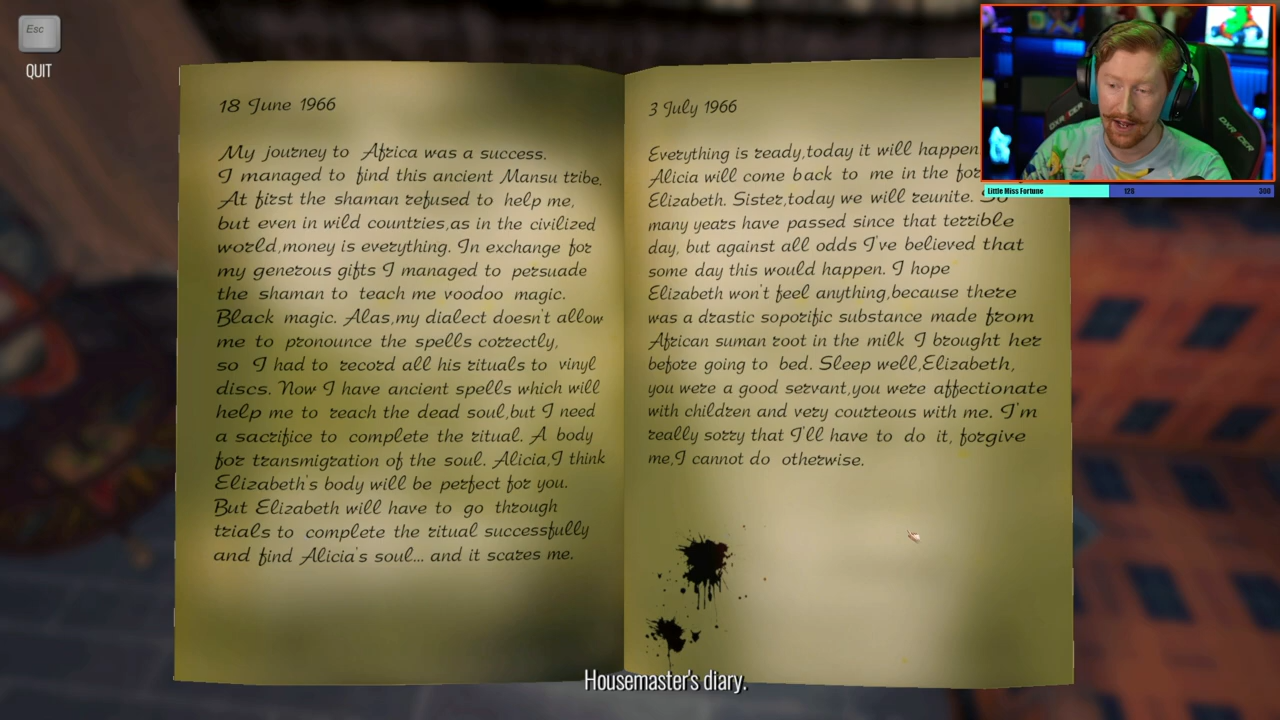 Esc
QUIT
18 June 1966
My journey to Africa was a success.
I managed to find this ancient Mansu tribe.
At first the shaman refused to help me,
but even in wild countries,as in the civilized
world,money is everything. In exchange for
my generous gifts I managed to persuade
the shaman to teach me voodoo magic.
Black magic. Alas,my dialect doesn't allow
me to pronounce the spells correctly,
so I had to record all his rituals to vinyl
discs. Now I have ancient spells which will
help me to reach the dead soul,but I need
a sacrifice to complete the ritual. A body
for transmigration of the soul. Alicia,I think
Elizabeth's body will be perfect for you.
But Elizabeth will have to go through
trials to complete the ritual successfully
and find Alicia's soul... and it scares me.
3 July 1966
Everything is ready,today it will happen
Alicia will come back to me in the
Elizabeth. Sister,today we will reunite. So
many years have passed since that terrible
day, but against all odds I've believed that
some day this would happen. I hope
Elizabeth won't feel anything,because there
was a drastic soporific substance made from
African suman root in the milk I brought her
before going to bed. Sleep well,Elizabeth,
you were a good servant,you were affectionate
with children and very courteous with me. I'm
really sorry that I'll have to do it, forgive
me,I cannot do otherwise.
Housemaster's diary.
Little Miss Fortune 129 300
OXRIDER